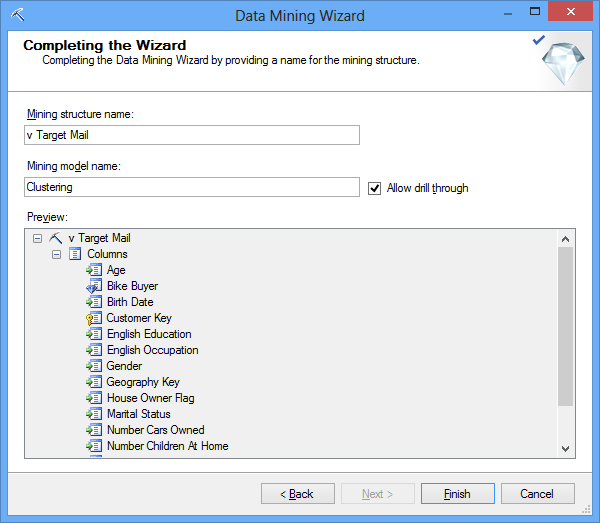 Data Mining Wizard
Completing the Wizard
Completing the Data Mining Wizard by providing a name for the mining structure.
Mining structure name:
v Target Mail
Mining model name:
Clustering
Allow drill through
Preview:
v Target Mail
Columns
Age
Bike Buyer
Birth Date
Customer Key
English Education
English Occupation
Gender
Geography Key
House Owner Flag
Marital Status
Number Cars Owned
Number Children At Home
< Back
Next >
Finish
Cancel